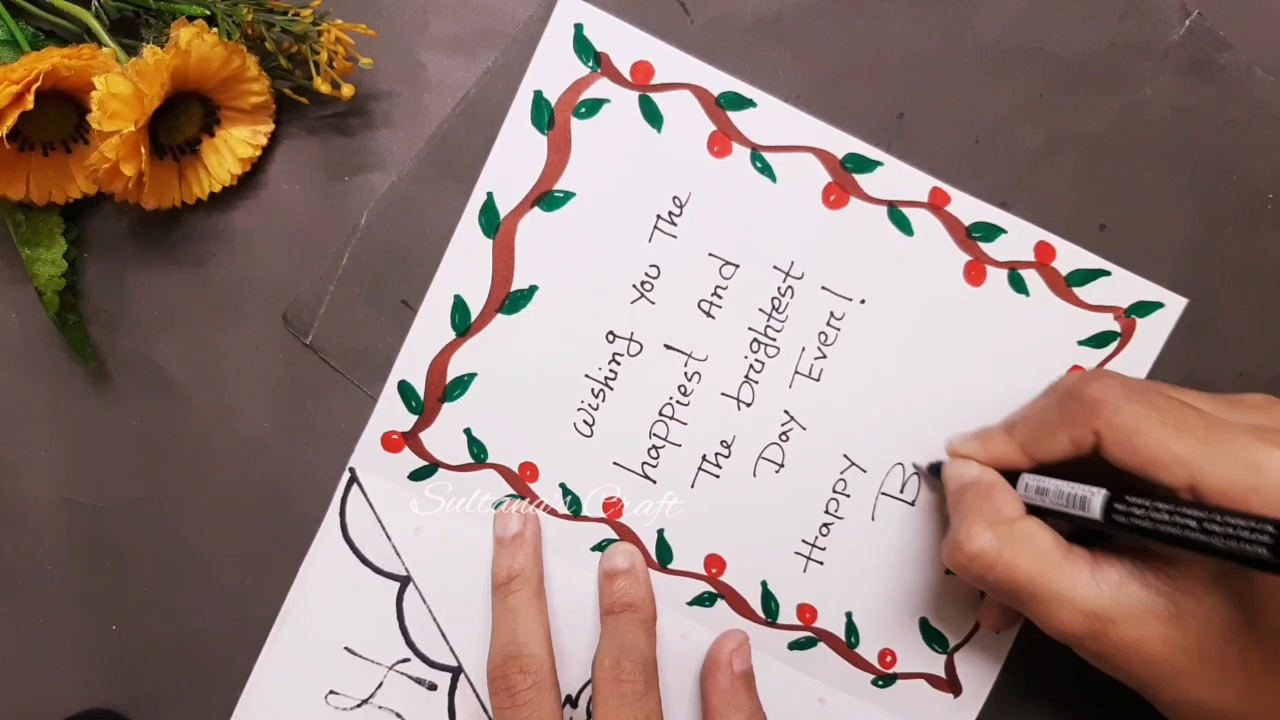 Wishing You The
happiest And
The brightest
Day Ever!
Happy
B
Sultana's Craft
H